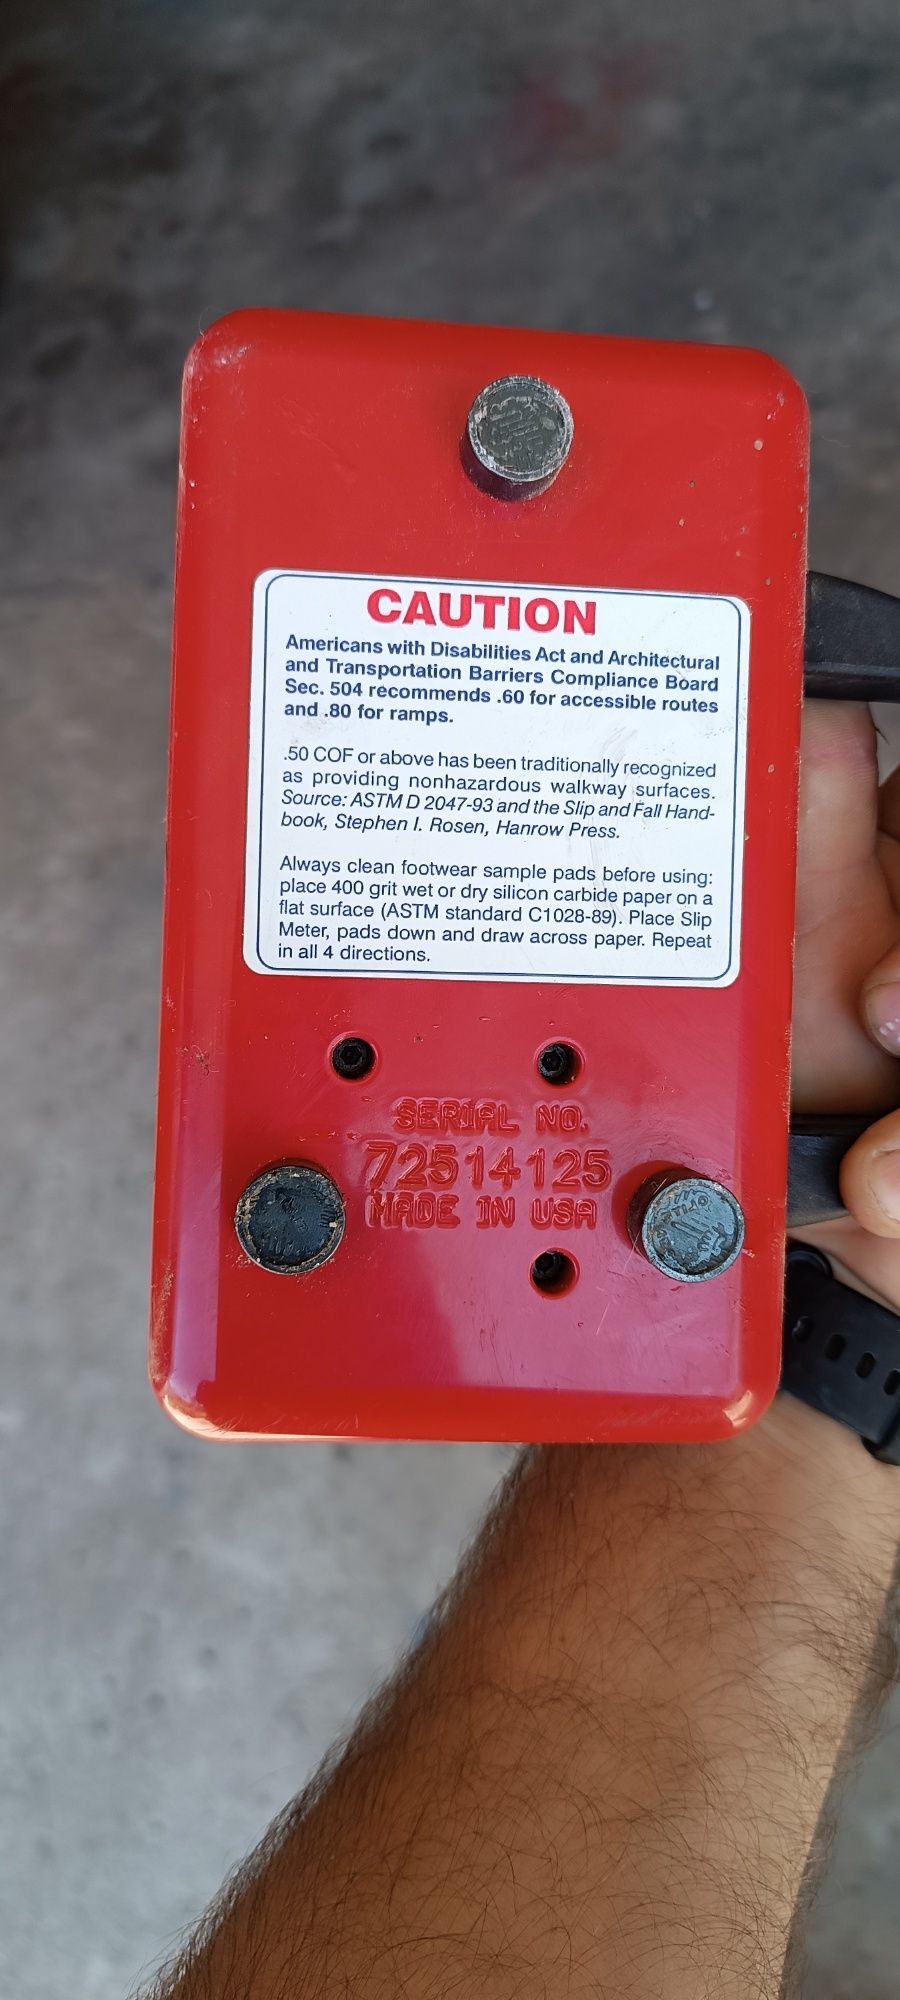 CAUTION
Americans with Disabilities Act and Architectural
and Transportation Barriers Compliance Board
Sec. 504 recommends .60 for accessible routes
and .80 for ramps.
.50 COF or above has been traditionally recognized
as providing nonhazardous walkway surfaces.
Source: ASTM D 2047-93 and the Slip and Fall Hand-
book, Stephen I. Rosen, Hanrow Press.
Always clean footwear sample pads before using:
place 400 grit wet or dry silicon carbide paper on a
flat surface (ASTM standard C1028-89). Place Slip
Meter, pads down and draw across paper. Repeat
in all 4 directions.
SERIAL NO.
72514125
MADE IN USA